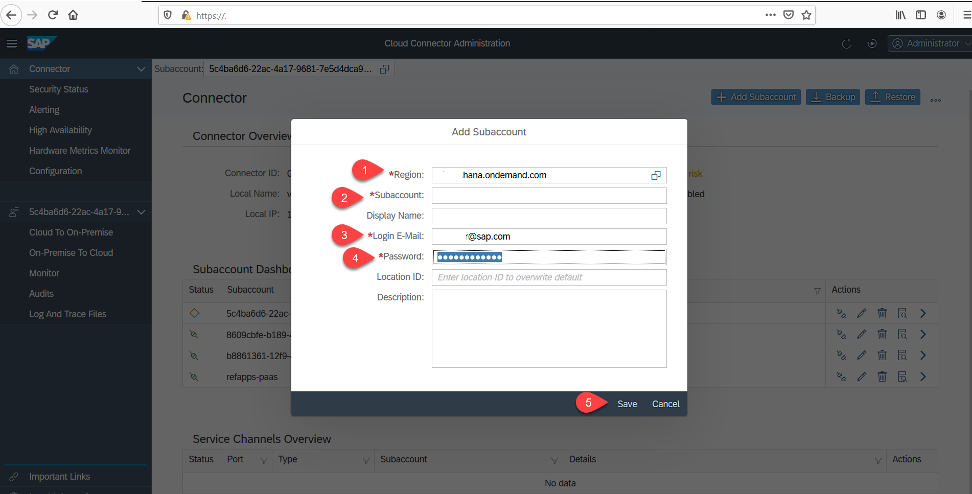 https://.
SAP
Cloud Connector Administration
Administrator
Connector
Security Status
Alerting
High Availability
Hardware Metrics Monitor
Configuration
5c4ba6d6-22ac-4a17-9...
Cloud To On-Premise
On-Premise To Cloud
Monitor
Audits
Log And Trace Files
Important Links
Subaccount: 5c4ba6d6-22ac-4a17-9681-7e5d4dca9...
Connector
Add Subaccount Backup Restore
Connector Overview
Connector ID:
risk
Local Name:
bled
Local IP: 1
Subaccount Dashbo
Status Subaccount Actions
5c4ba6d6-22ac-
8609cbfe-b189-
b8861361-12f9-
refapps-paas
Add Subaccount
1 *Region: .hana.ondemand.com
2 *Subaccount:
Display Name:
3 *Login E-Mail: r@sap.com
4 *Password:
Location ID: Enter location ID to overwrite default
Description:
5 Save Cancel
Service Channels Overview
Status Port Type Subaccount Details Actions
No data